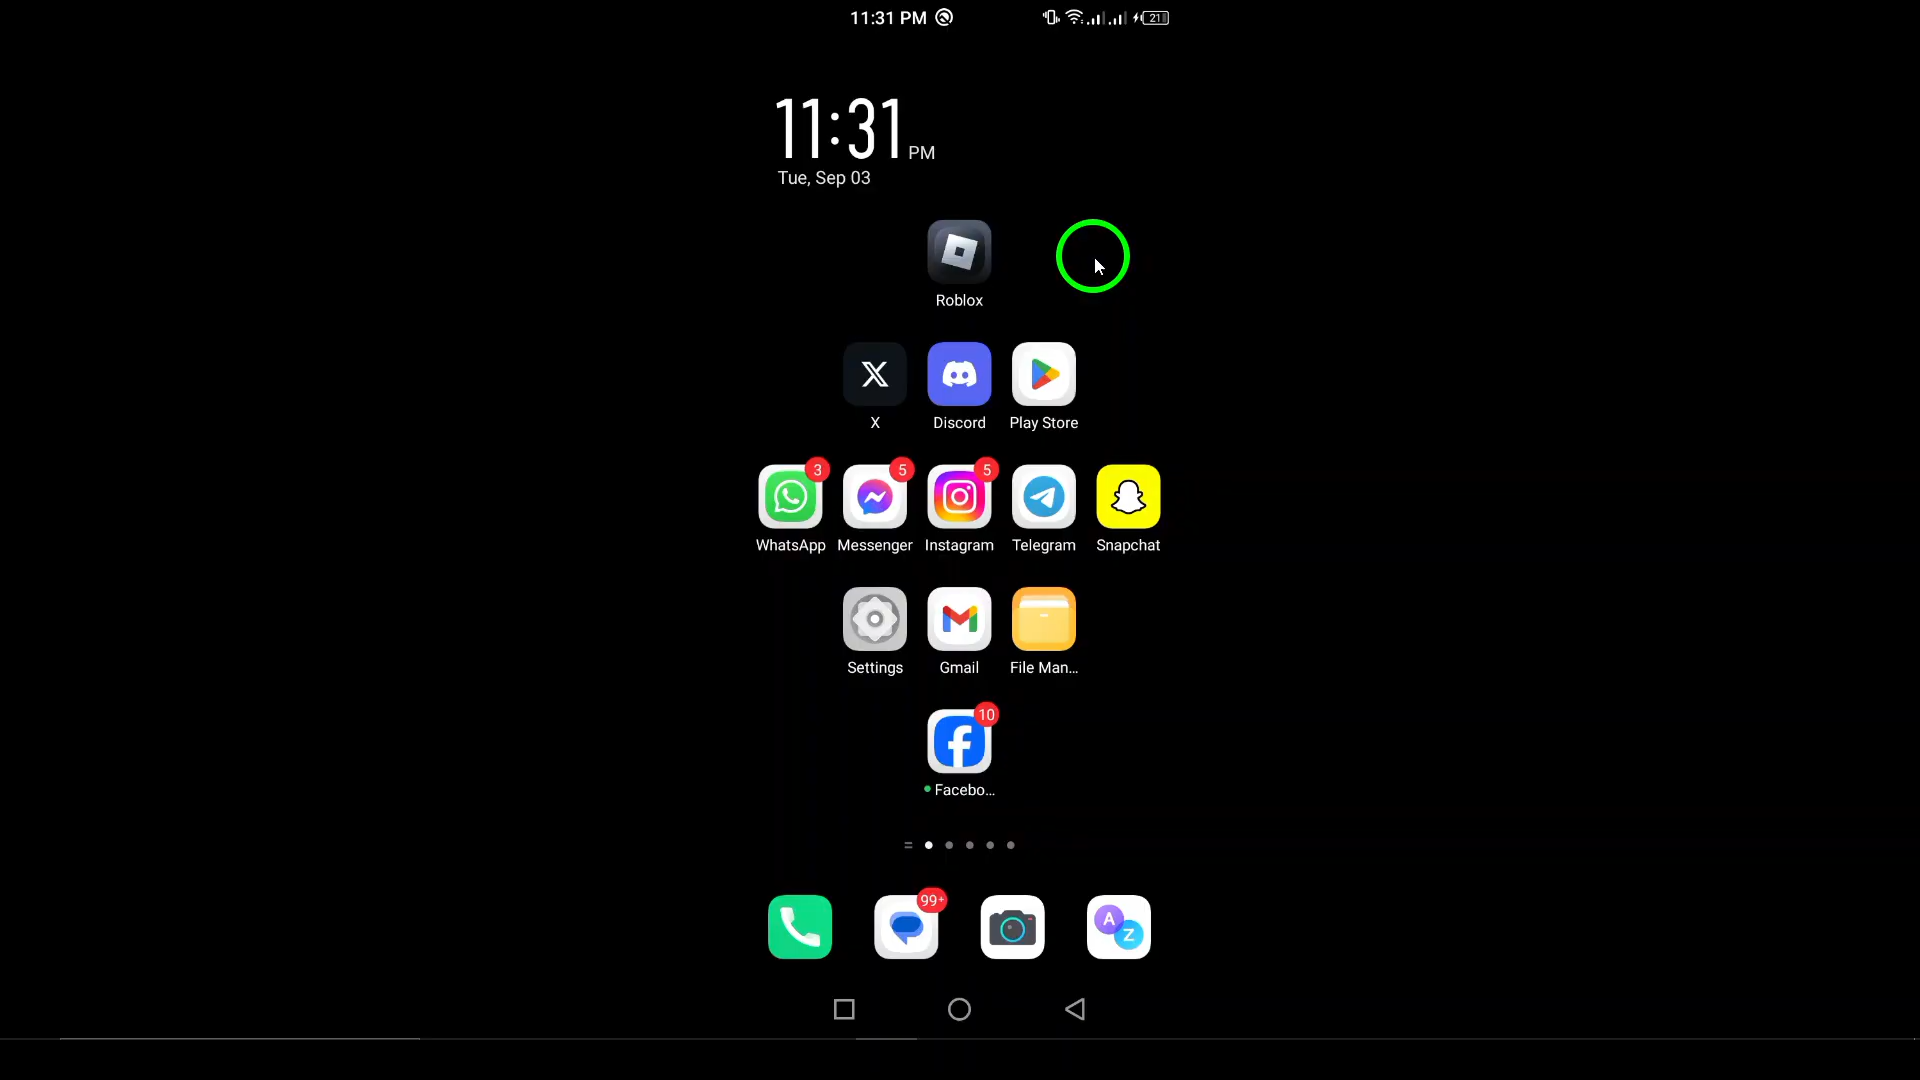 11:31 PM
21
11:31 PM
Tue, Sep 03
Roblox
X
Discord
Play Store
3
5
5
WhatsApp
Messenger
Instagram
Telegram
Snapchat
Settings
Gmail
File Man...
10
Facebo...
99+
A
Z